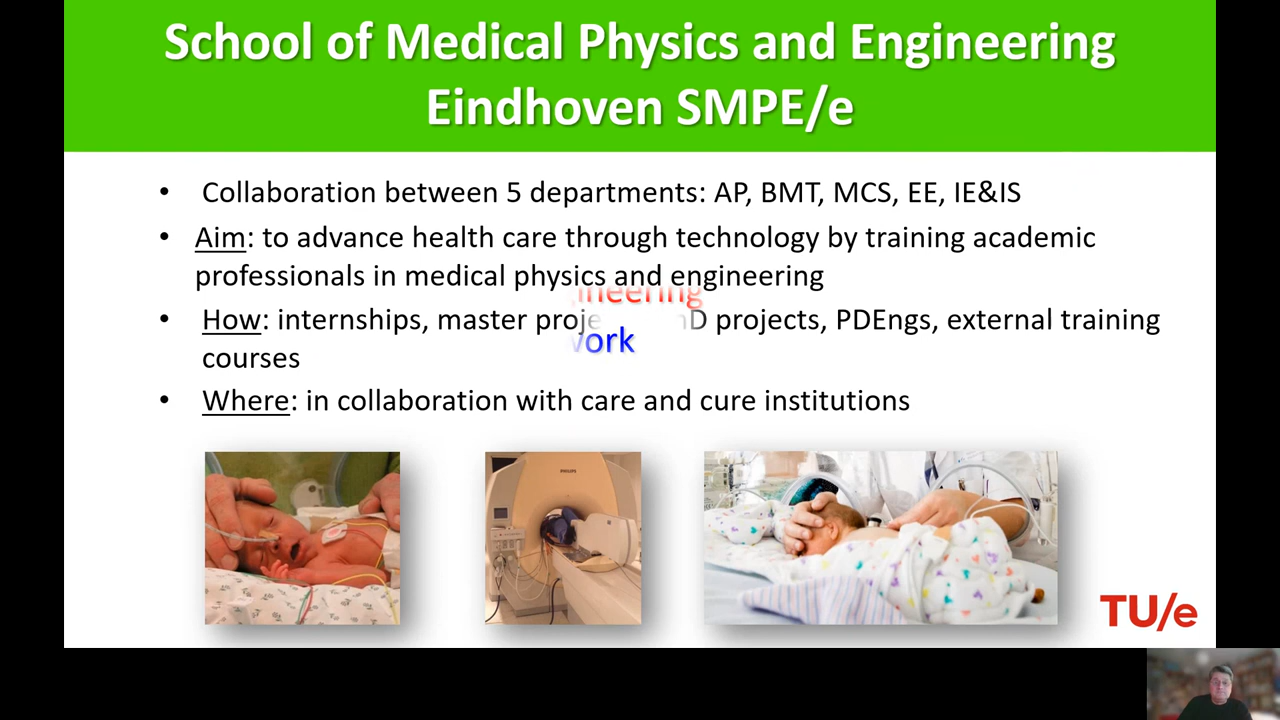 School of Medical Physics and Engineering
Eindhoven SMPE/e
• Collaboration between 5 departments: AP, BMT, MCS, EE, IE&IS
• Aim: to advance health care through technology by training academic
professionals in medical physics and engineering
• How: internships, master projects, projects, PDEngs, external training
courses
• Where: in collaboration with care and cure institutions
PHILIPS
TU/e